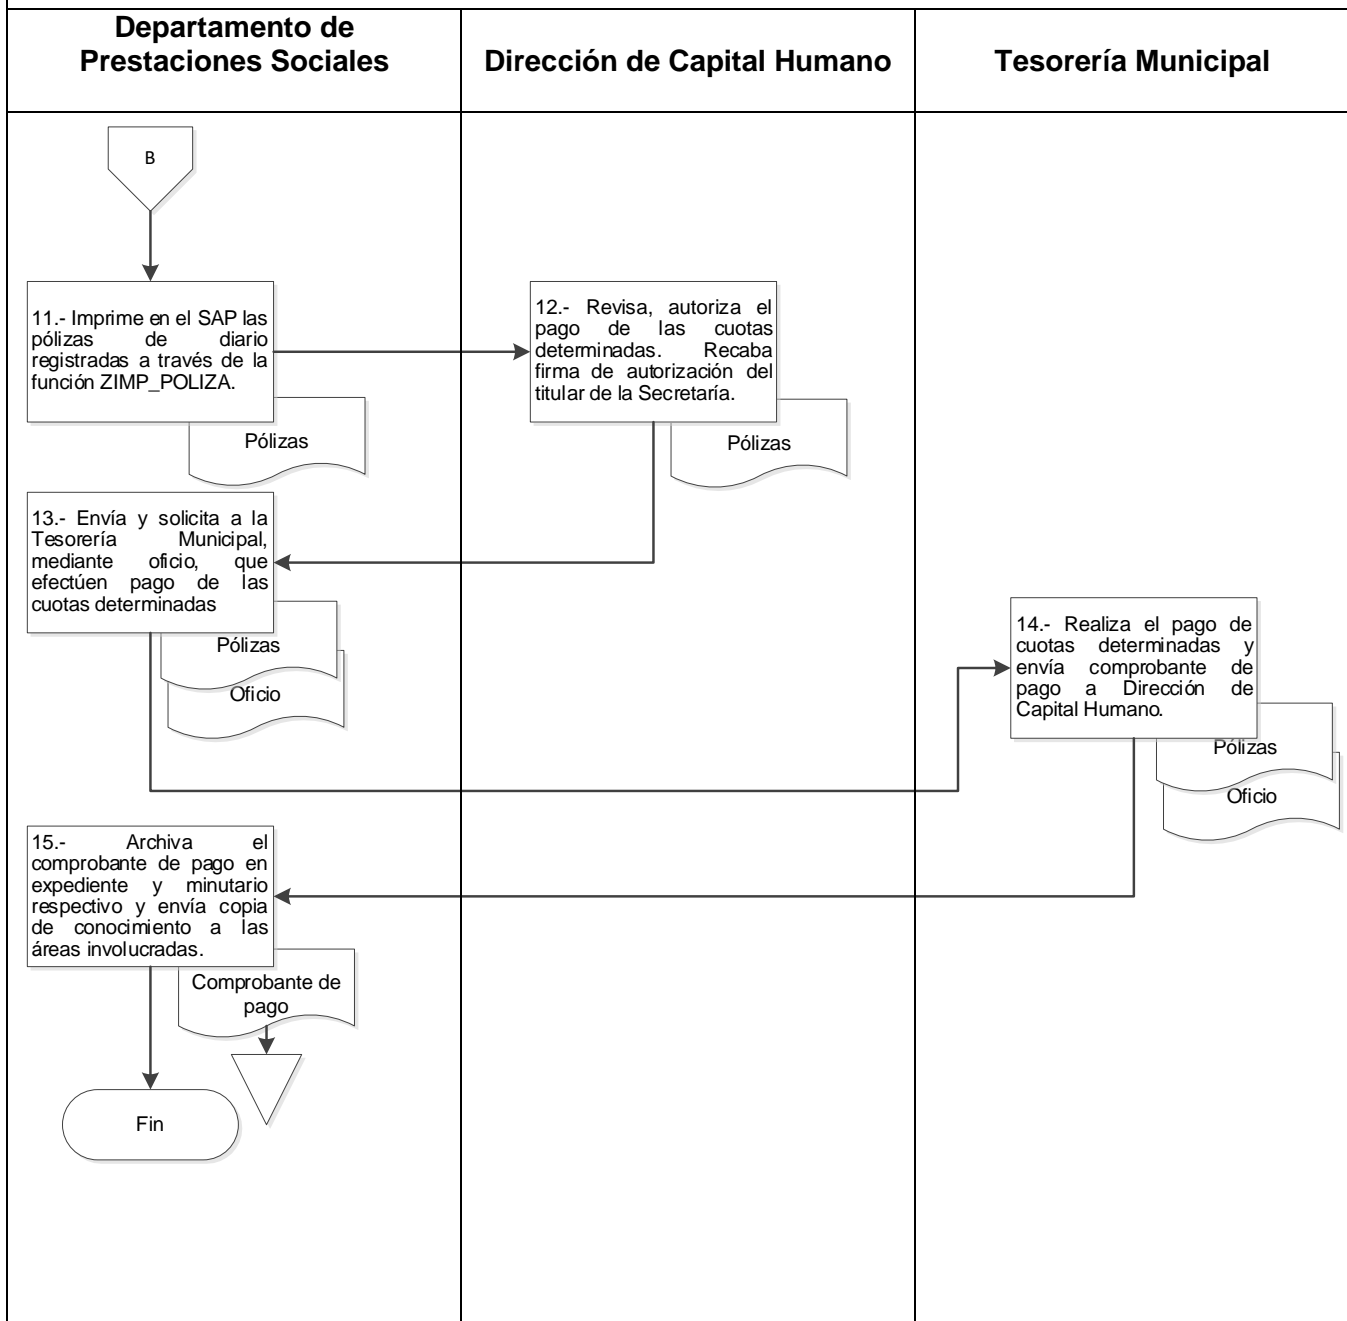 Departamento de
Prestaciones Sociales
Dirección de Capital Humano
Tesorería Municipal
B
11.- Imprime en el SAP las
pólizas de diario
registradas a través de la
función ZIMP_POLIZA.
Pólizas
12.- Revisa, autoriza el
pago de las cuotas
determinadas. Recaba
firma de autorización del
titular de la Secretaría.
Pólizas
13.- Envía y solicita a la
Tesorería Municipal,
mediante oficio, que
efectúen pago de las
cuotas determinadas
Pólizas
Oficio
14.- Realiza el pago de
cuotas determinadas y
envía comprobante de
pago a Dirección de
Capital Humano.
Pólizas
Oficio
15.- Archiva el
comprobante de pago en
expediente y minutario
respectivo y envía copia
de conocimiento a las
áreas involucradas.
Comprobante de
pago
Fin